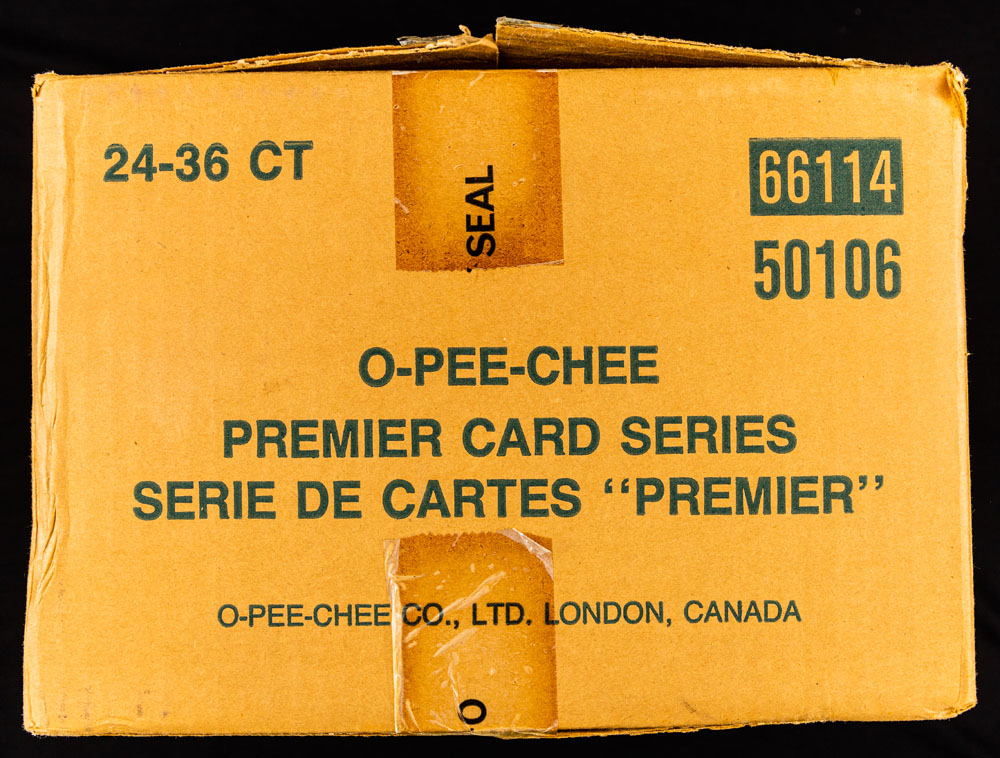 24-36 CT
66114
50106
SEAL
O-PEE-CHEE
PREMIER CARD SERIES
SERIE DE CARTES “PREMIER”
O-PEE-CHEE CO., LTD. LONDON, CANADA
O